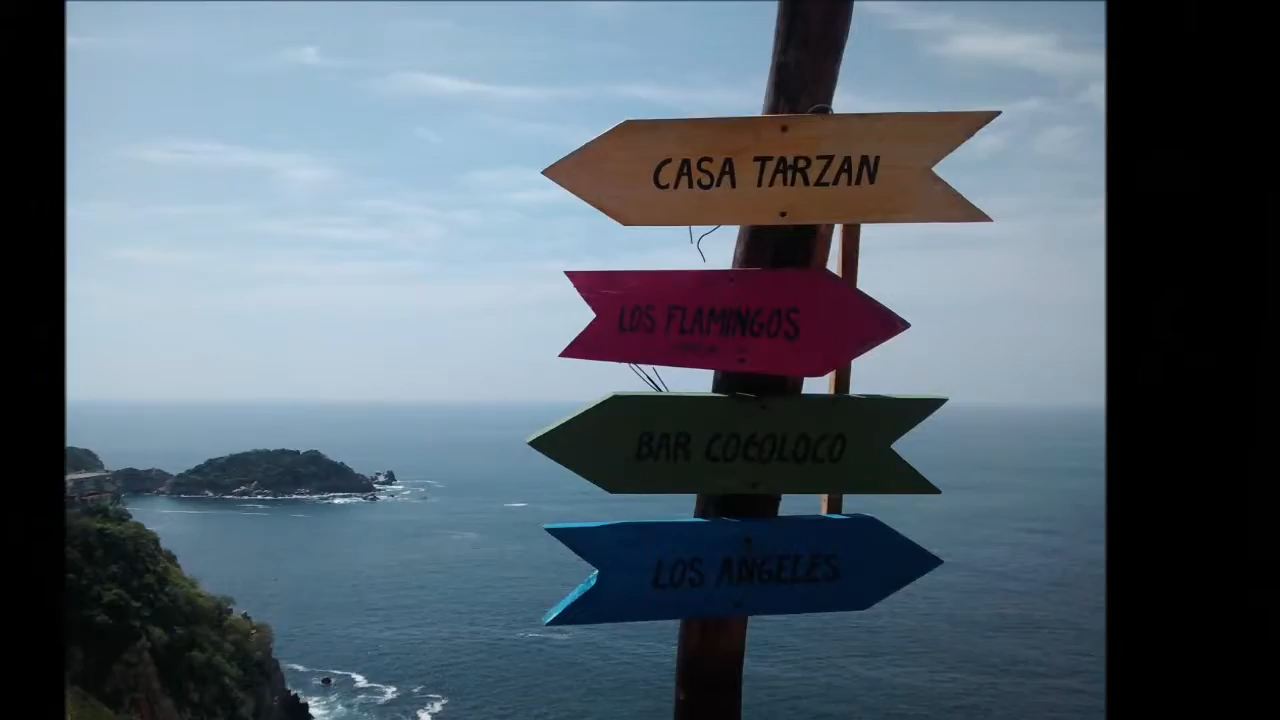 CASA TARZAN
LOS FLAMINGOS
BAR COCOLOCO
LOS ANGELES